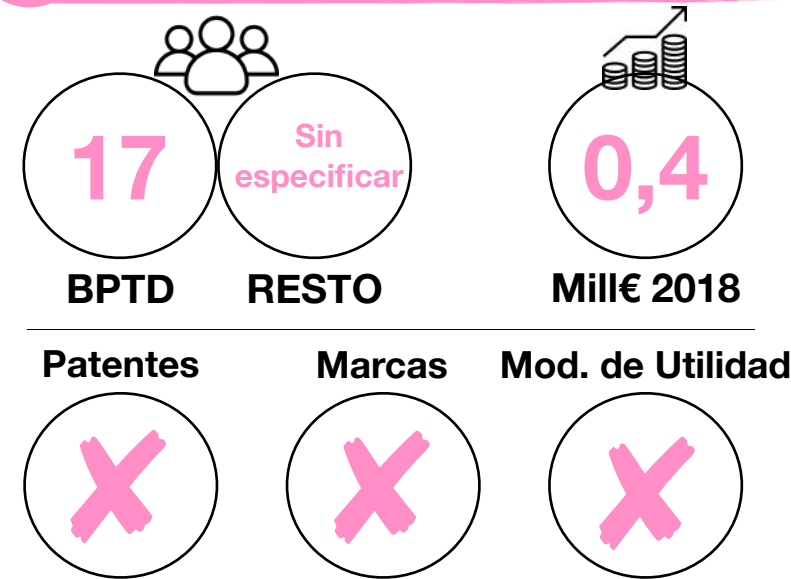 17
Sin
especificar
0,4
BPTD
RESTO
Mill€ 2018
Patentes
Marcas
Mod. de Utilidad